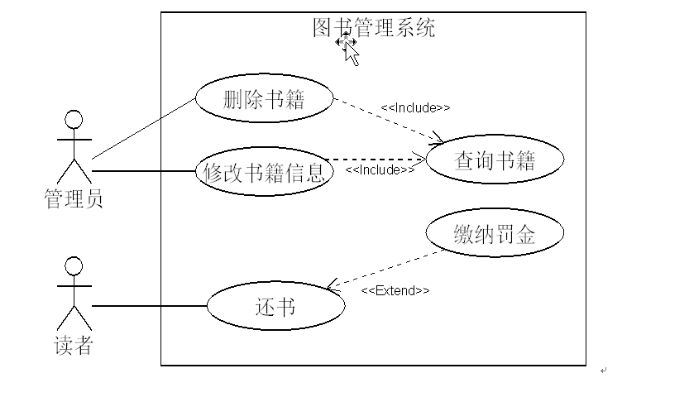 图书管理系统
删除书籍
<<Include>>
查询书籍
修改书籍信息
<<Include>>
管理员
缴纳罚金
<<Extend>>
还书
读者